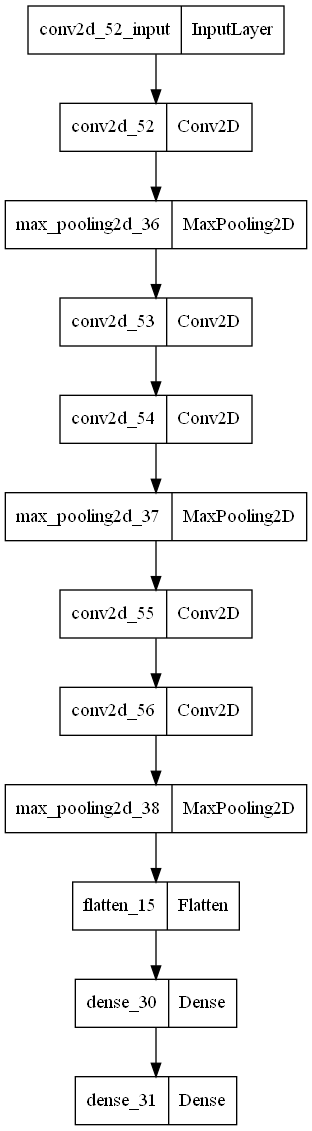 conv2d_52_input InputLayer
conv2d_52 Conv2D
max_pooling2d_36 MaxPooling2D
conv2d_53 Conv2D
conv2d_54 Conv2D
max_pooling2d_37 MaxPooling2D
conv2d_55 Conv2D
conv2d_56 Conv2D
max_pooling2d_38 MaxPooling2D
flatten_15 Flatten
dense_30 Dense
dense_31 Dense